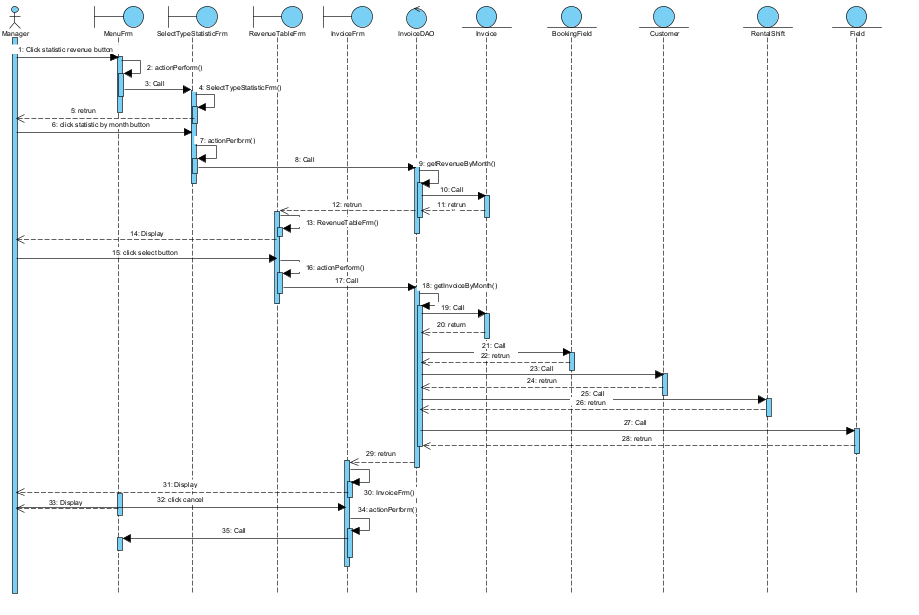 Manager
MenuFrm
SelectTypeStatisticFrm
RevenueTableFrm
InvoiceFrm
InvoiceDAO
Invoice
BookingField
Customer
RentalShift
Field
1: Click statistic revenue button
2: actionPerform()
3: Call
4: SelectTypeStatisticFrm()
5: retrun
6: click statistic by month button
7: actionPerform()
8: Call
9: getRevenueByMonth()
10: Call
11: retrun
12: retrun
13: RevenueTableFrm()
14: Display
15: click select button
16: actionPerform()
17: Call
18: getInvoiceByMonth()
19: Call
20: return
21: Call
22: retrun
23: Call
24: retrun
25: Call
26: retrun
27: Call
28: retrun
29: retrun
31: Display
30: InvoiceFrm()
33: Display
32: click cancel
34: actionPerform()
35: Call